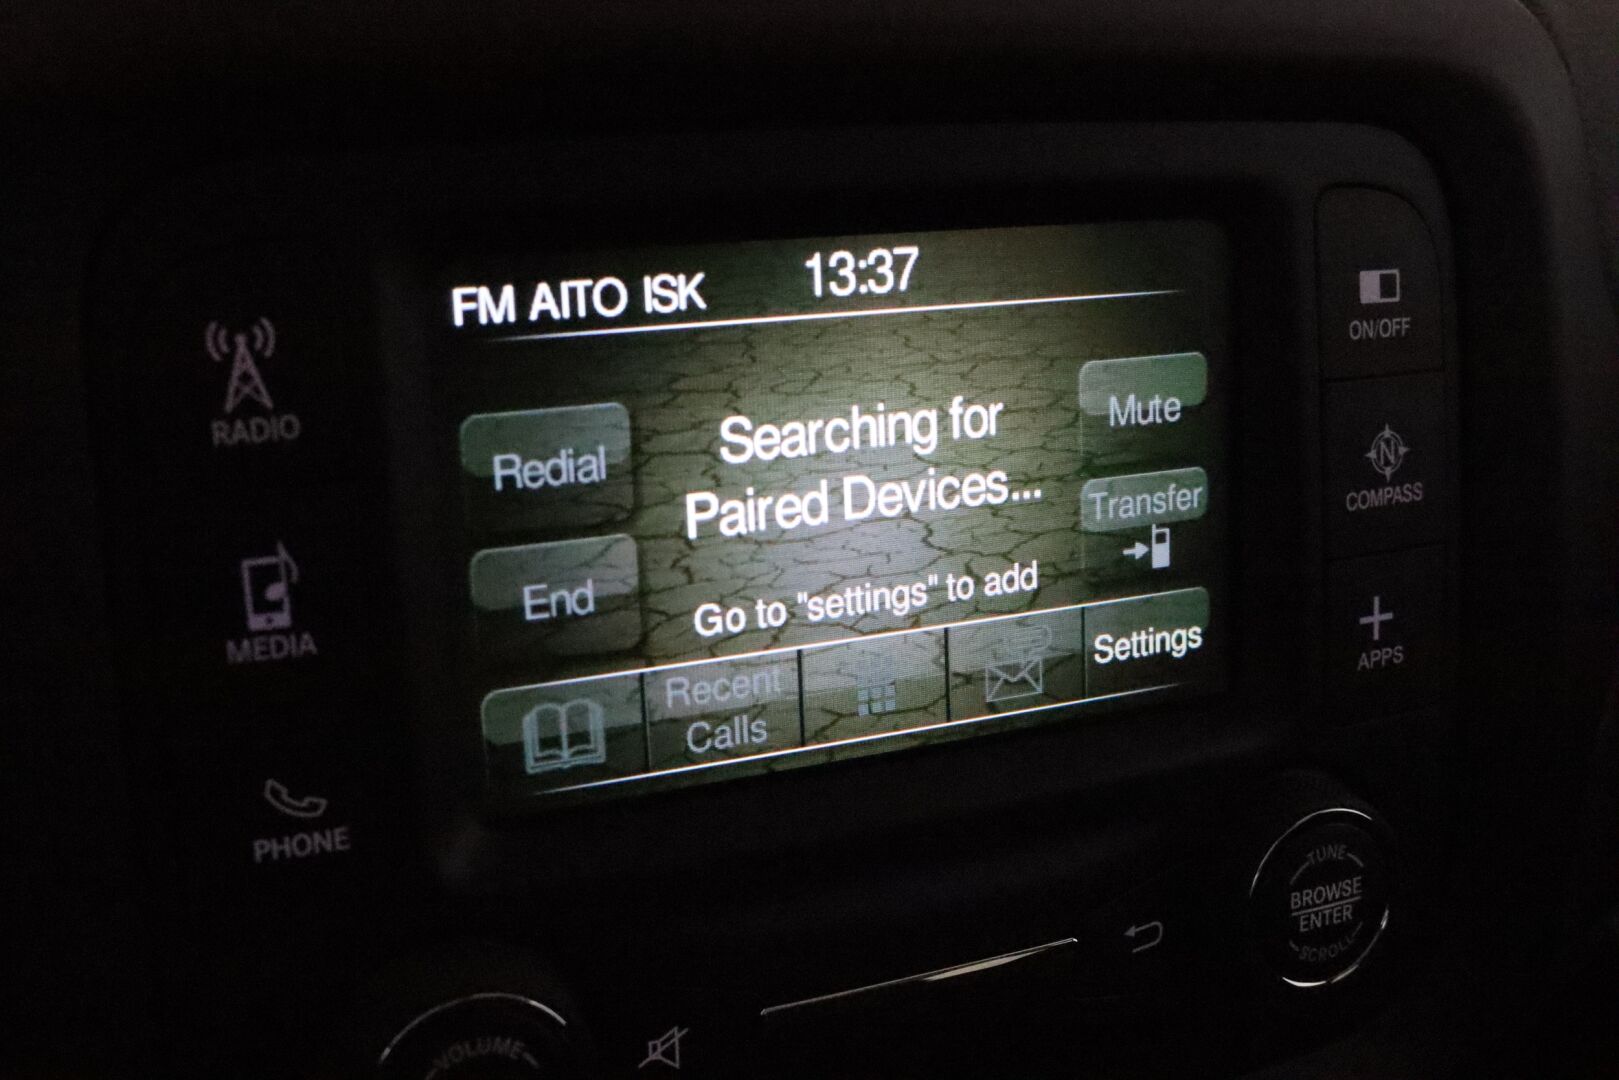 FM AITO ISK 13:37
RADIO
MEDIA
PHONE
Redial
End
Searching for
Paired Devices...
Go to "settings" to add
Mute
Transfer
Recent
Calls
Settings
ON/OFF
N
COMPASS
APPS
TUNE
BROWSE
ENTER
SCROLL
VOLUME